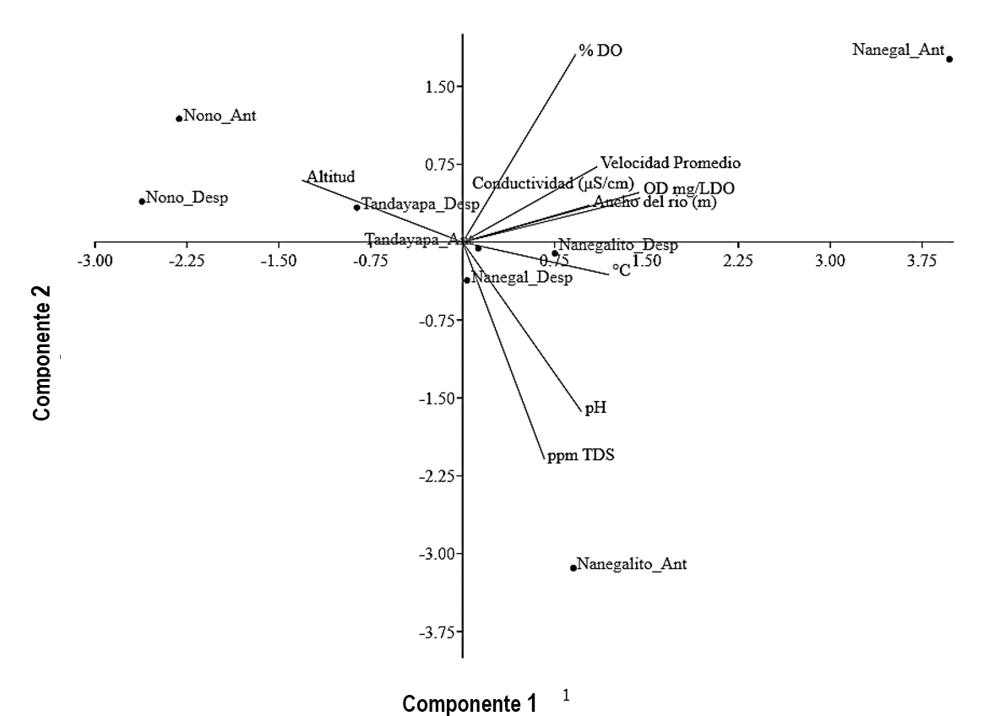 % DO
Nanegal_Ant
1.50
Nono_Ant
0.75
Velocidad Promedio
Altitud
Conductividad (µS/cm)
OD mg/LDO
Nono_Desp
Tandayapa_Desp
Ancho del rio (m)
Tandayapa_Ant
Nanegalito_Desp
-3.00 -2.25 -1.50 -0.75 0.75 1.50 2.25 3.00 3.75
°C
Nanegal_Desp
-0.75
-1.50
pH
ppm TDS
-2.25
-3.00
Nanegalito_Ant
-3.75
Componente 2
Componente 1 1